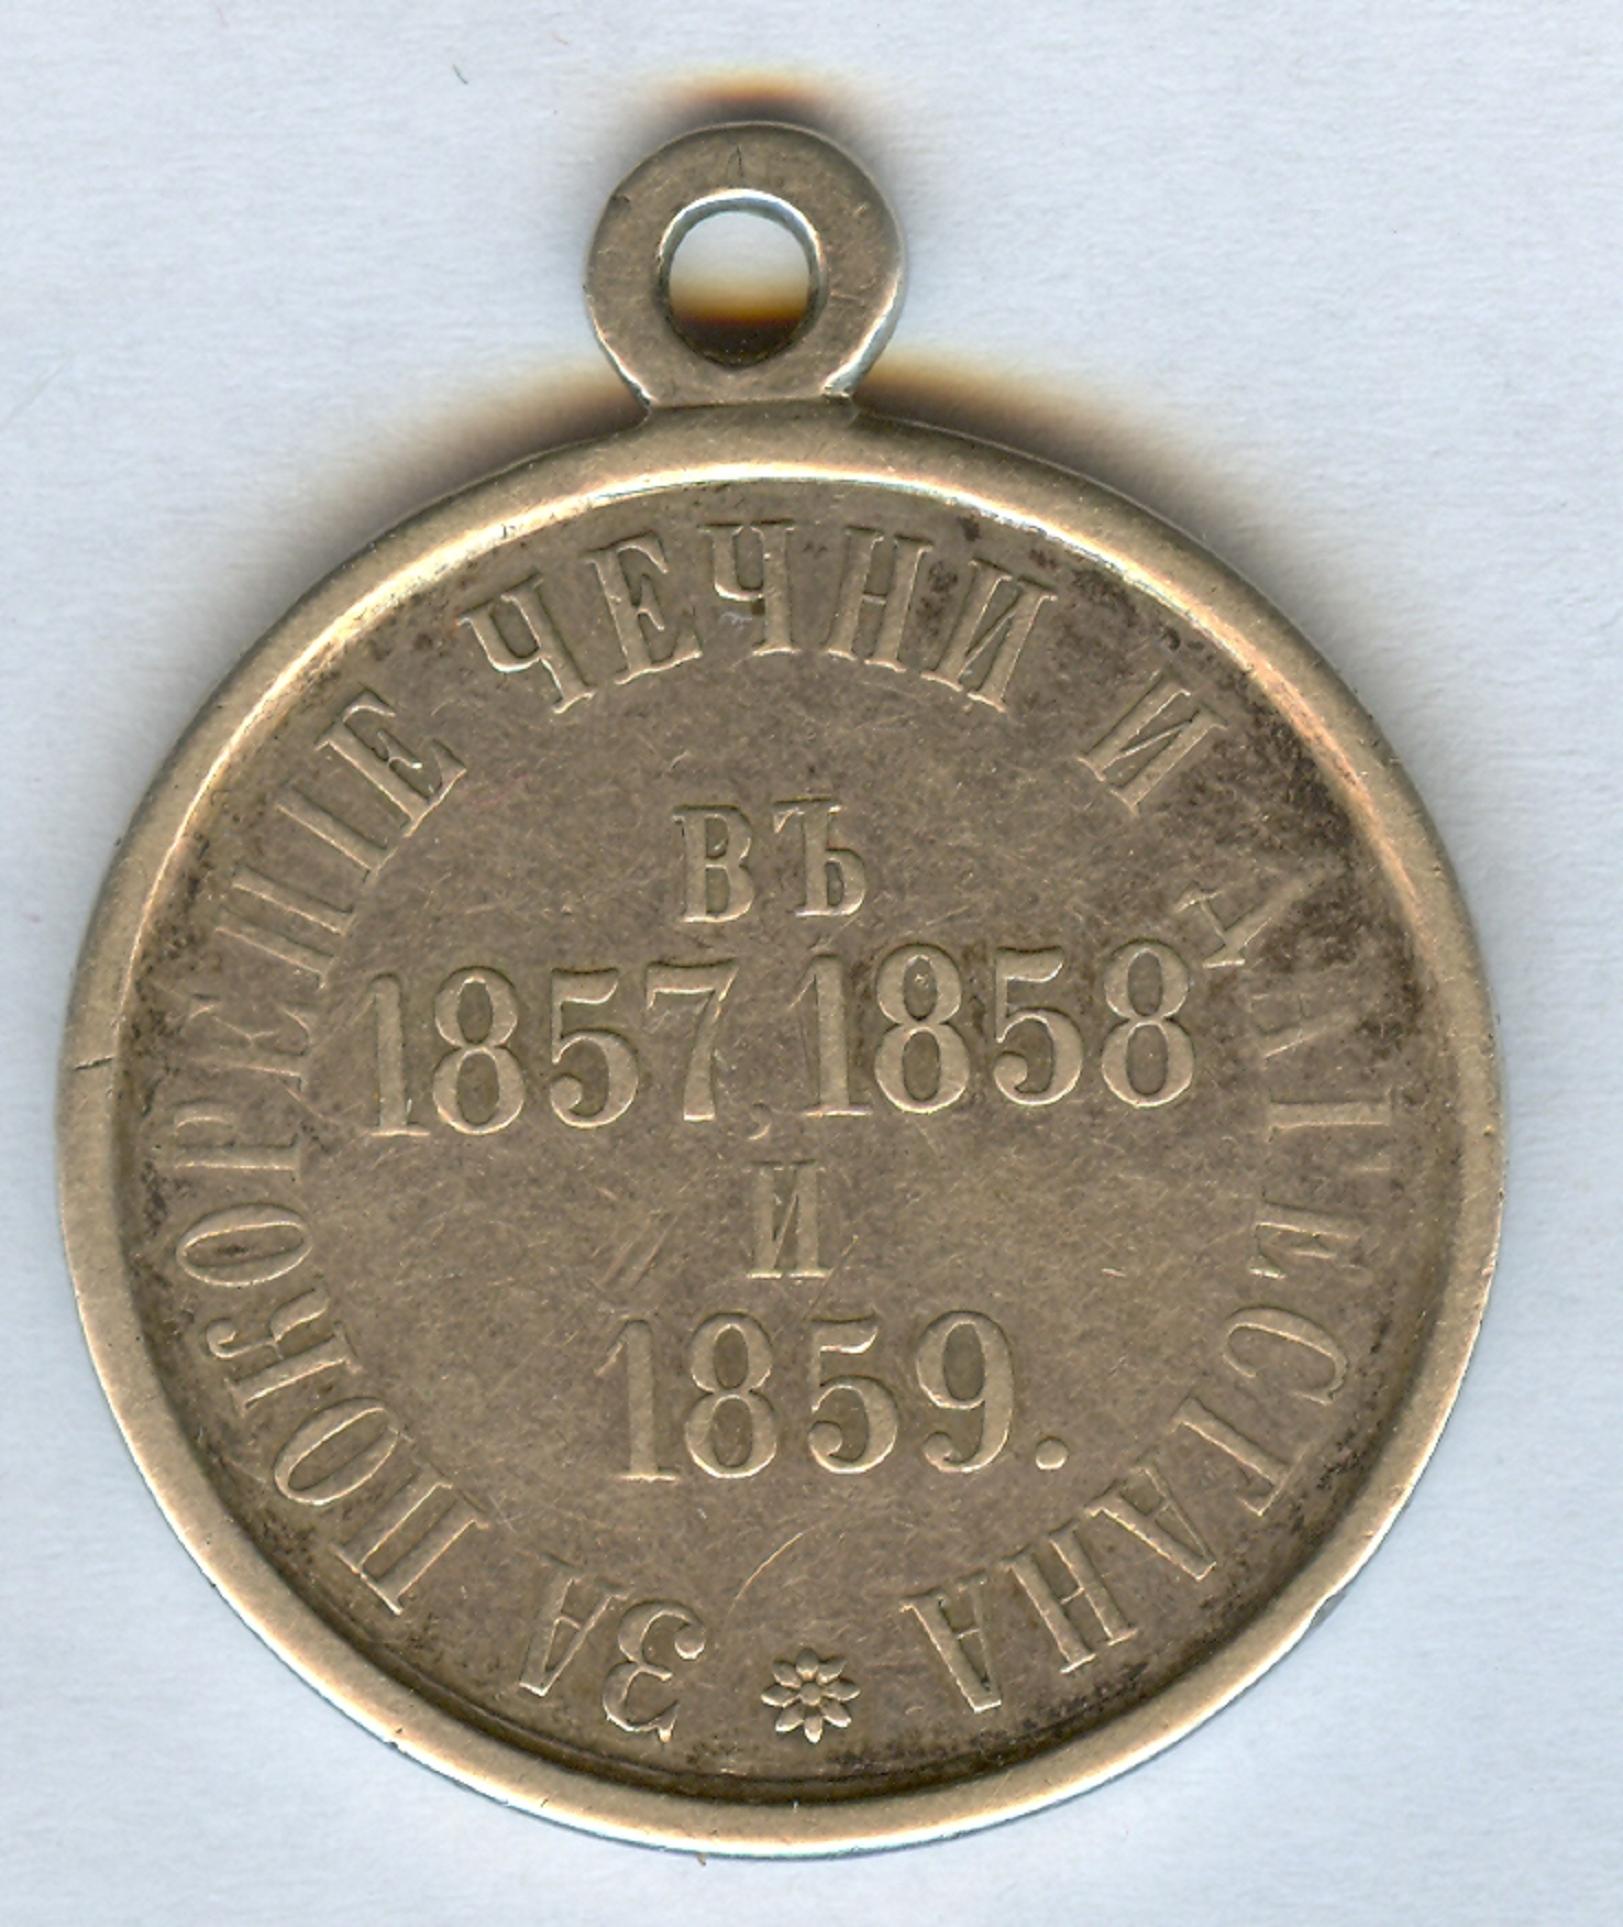 ЗА ПОКОРЕНІЕ ЧЕЧНИ И ДАГЕСТАНА
ВЪ
1857, 1858
И
1859.